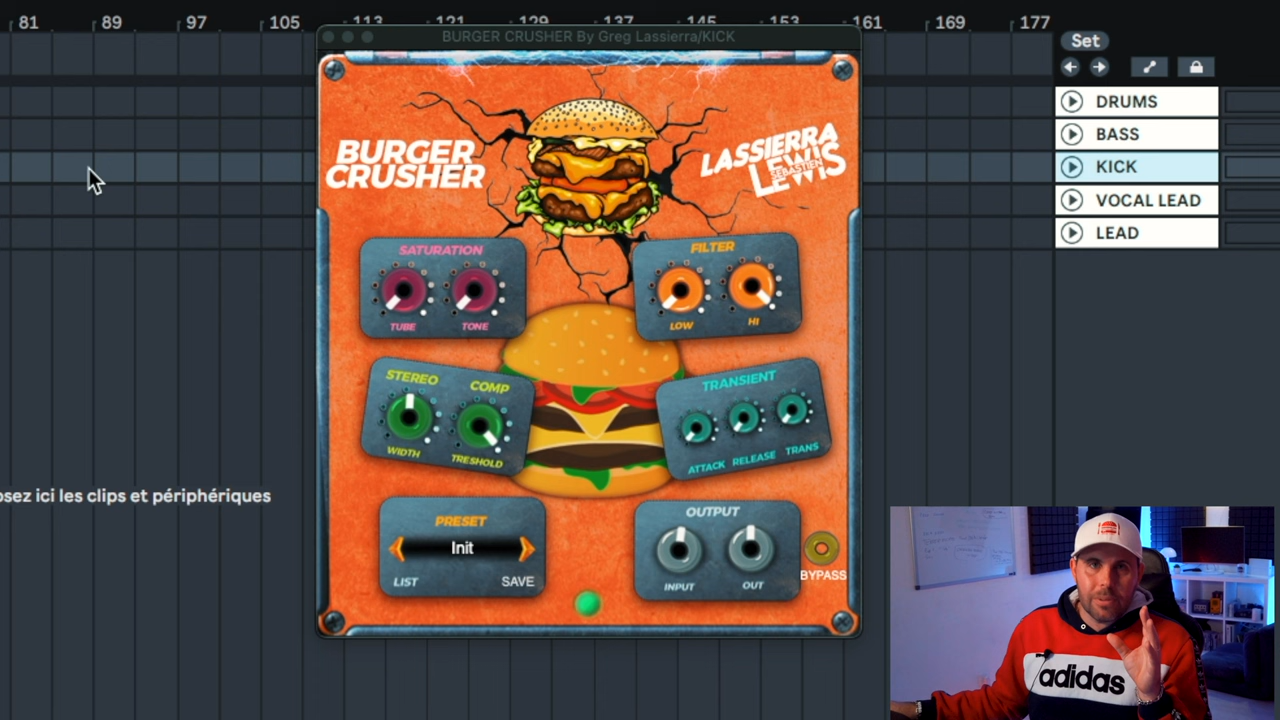 81 89 97 105 113 121 129 137 145 153 161 169 177
BURGER CRUSHER By Greg Lassierra/KICK
Set
DRUMS
BASS
KICK
VOCAL LEAD
LEAD
BURGER
CRUSHER
LASSIERRA
SEBASTIEN
LEWIS
SATURATION
TUBE TONE
FILTER
LOW HI
STEREO COMP
WIDTH TRESHOLD
TRANSIENT
ATTACK RELEASE TRANS
osez ici les clips et périphériques
PRESET
Init
LIST SAVE
OUTPUT
INPUT OUT
BYPASS
adidas